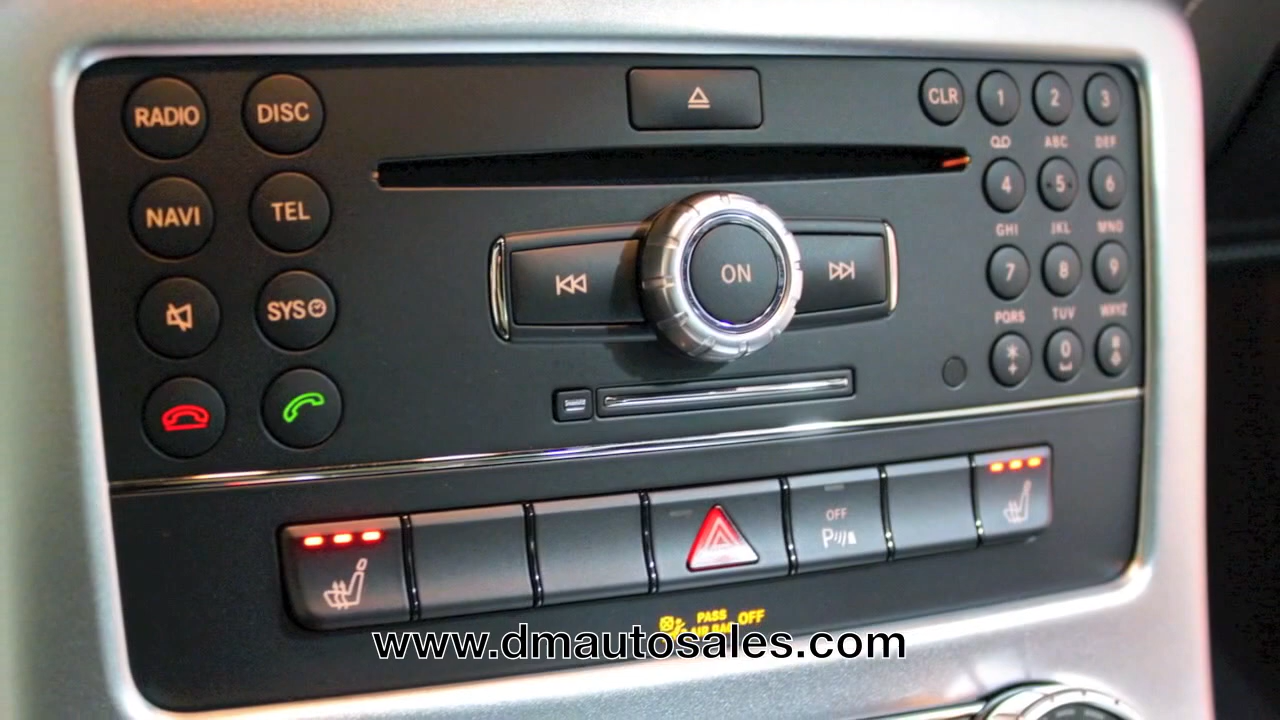 RADIO DISC CLR 1 2 3
ABC DEF
NAVI TEL 4 5 6
GHI JKL MNO
ON
SYS 7 8 9
PQRS TUV WXYZ
* 0 #
+
OFF
P
PASS
AIR BAG OFF
www.dmautosales.com